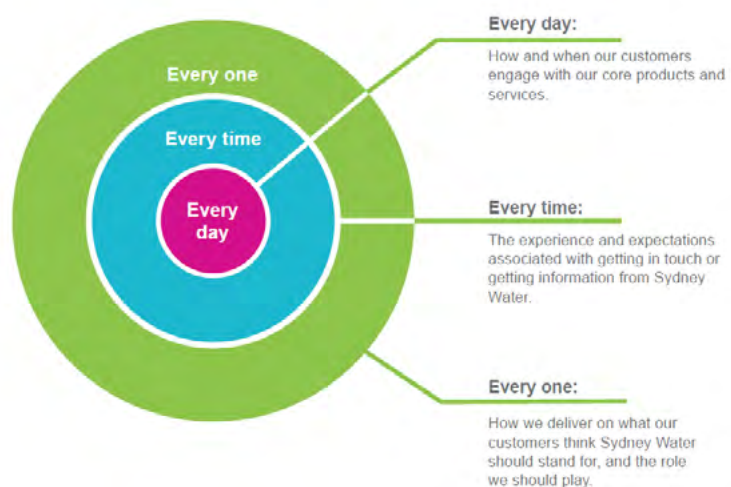 Every one
Every time
Every
day
Every day:
How and when our customers
engage with our core products and
services.
Every time:
The experience and expectations
associated with getting in touch or
getting information from Sydney
Water.
Every one:
How we deliver on what our
customers think Sydney Water
should stand for, and the role
we should play.